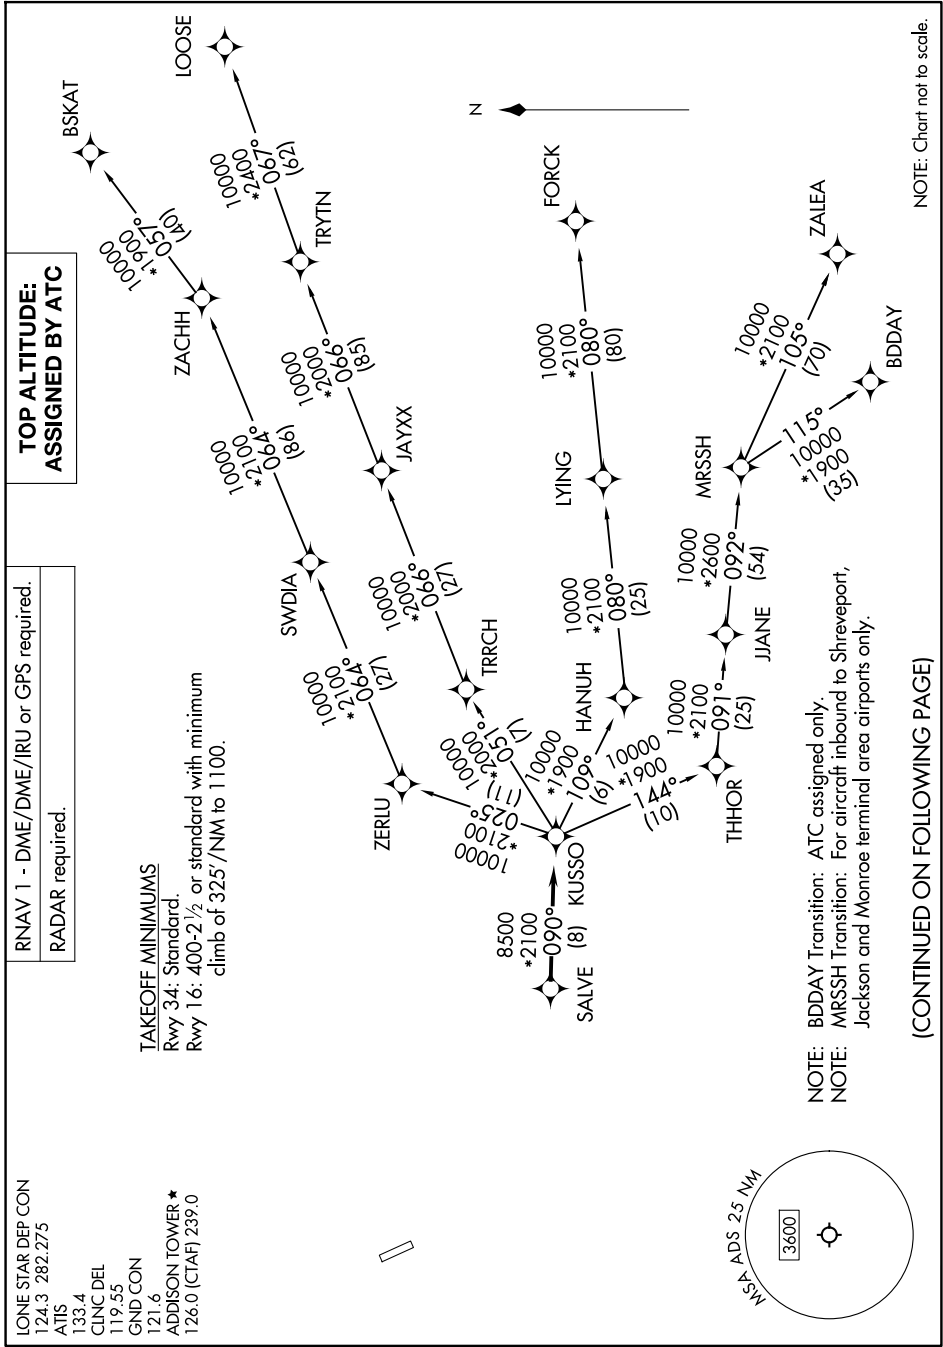 LONE STAR DEP CON
124.3 282.275
ATIS
133.4
CLNC DEL
119.55
GND CON
121.6
ADDISON TOWER ★
126.0 (CTAF) 239.0
RNAV 1 - DME/DME/IRU or GPS required.
RADAR required.
TOP ALTITUDE:
ASSIGNED BY ATC
TAKEOFF MINIMUMS
Rwy 34: Standard.
Rwy 16: 400-2½ or standard with minimum
climb of 325'/NM to 1100.
SALVE
8500
*2100
090°
(8)
KUSSO
10000
*2100
025°
(11)
ZERLU
10000
*2100
064°
(27)
SWDIA
10000
*2100
064°
(86)
ZACHH
10000
*1900
057°
(40)
BSKAT
10000
*2000
051°
(7)
TRRCH
10000
*2000
066°
(27)
JAYXX
10000
*2000
066°
(85)
TRYTN
10000
*2400
067°
(62)
LOOSE
10000
*1900
109°
(6)
HANUH
10000
*2100
080°
(25)
LYING
10000
*2100
080°
(80)
FORCK
10000
*1900
144°
(10)
THHOR
10000
*2100
091°
(25)
JJANE
10000
*2600
092°
(54)
MRSSH
10000
*2100
105°
(70)
ZALEA
115°
10000
*1900
(35)
BDDAY
N
MSA ADS 25 NM
3600
NOTE: BDDAY Transition: ATC assigned only.
NOTE: MRSSH Transition: For aircraft inbound to Shreveport,
Jackson and Monroe terminal area airports only.
NOTE: Chart not to scale.
(CONTINUED ON FOLLOWING PAGE)